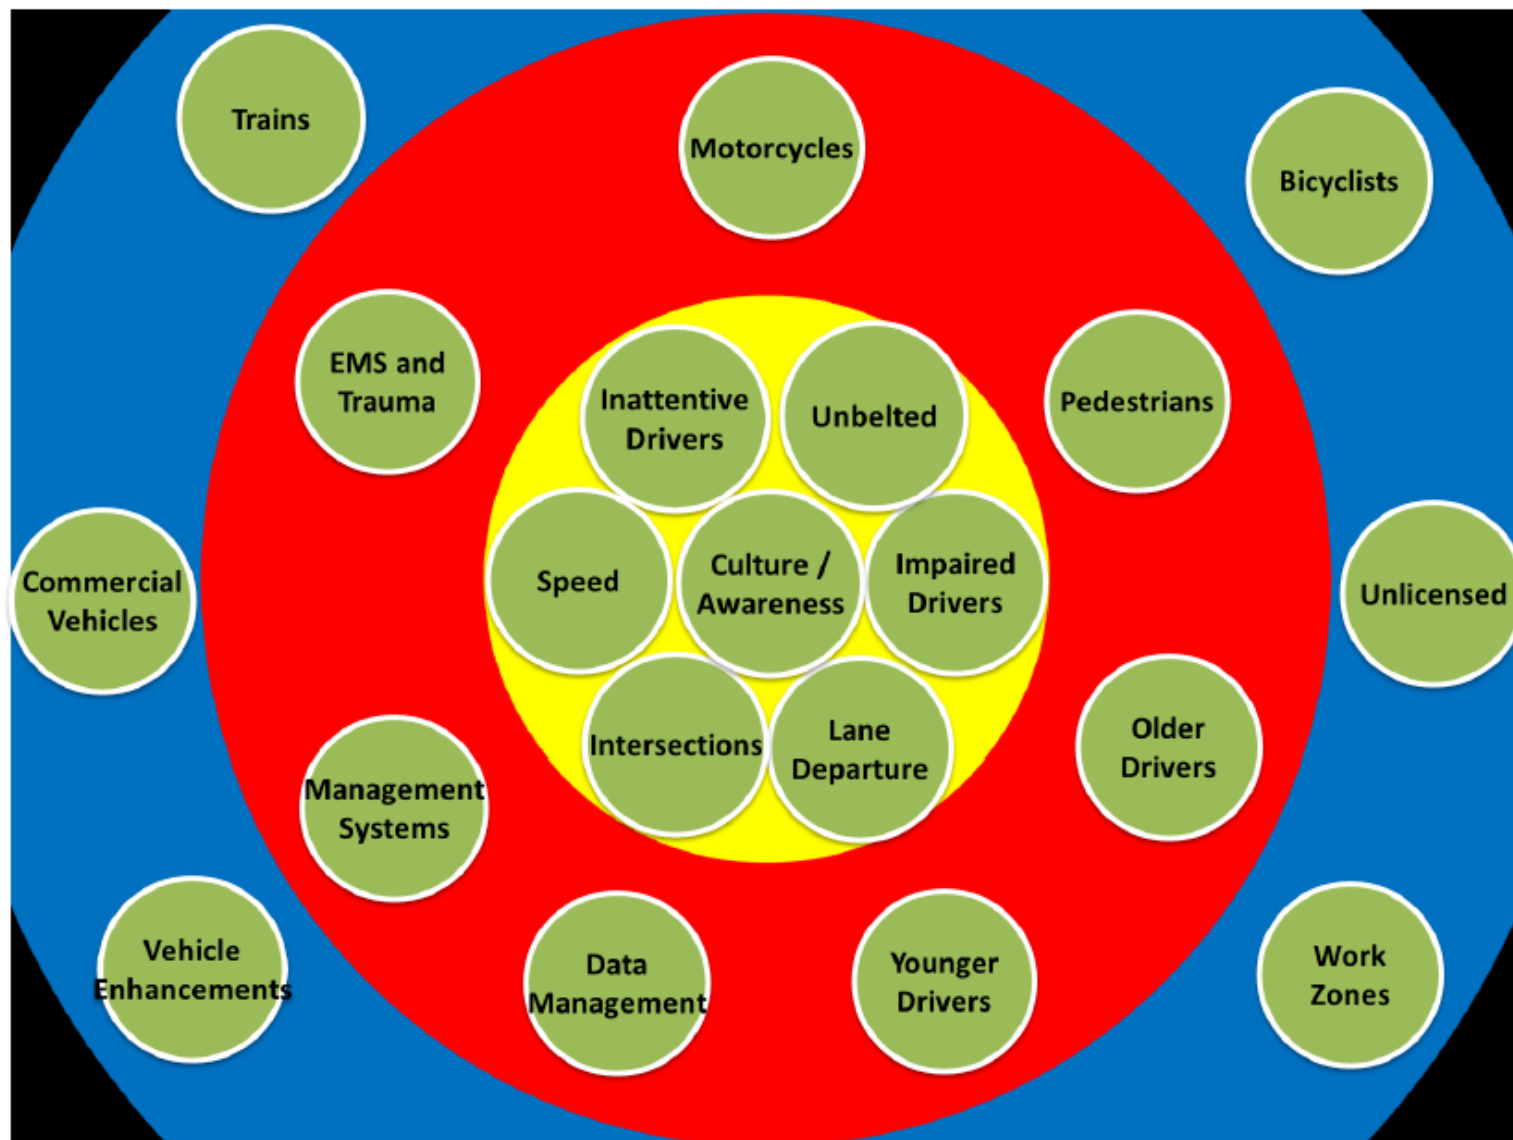 Trains
Motorcycles
Bicyclists
EMS and
Trauma
Inattentive
Drivers
Unbelted
Pedestrians
Commercial
Vehicles
Speed
Culture /
Awareness
Impaired
Drivers
Unlicensed
Management
Systems
Intersections
Lane
Departure
Older
Drivers
Vehicle
Enhancements
Data
Management
Younger
Drivers
Work
Zones